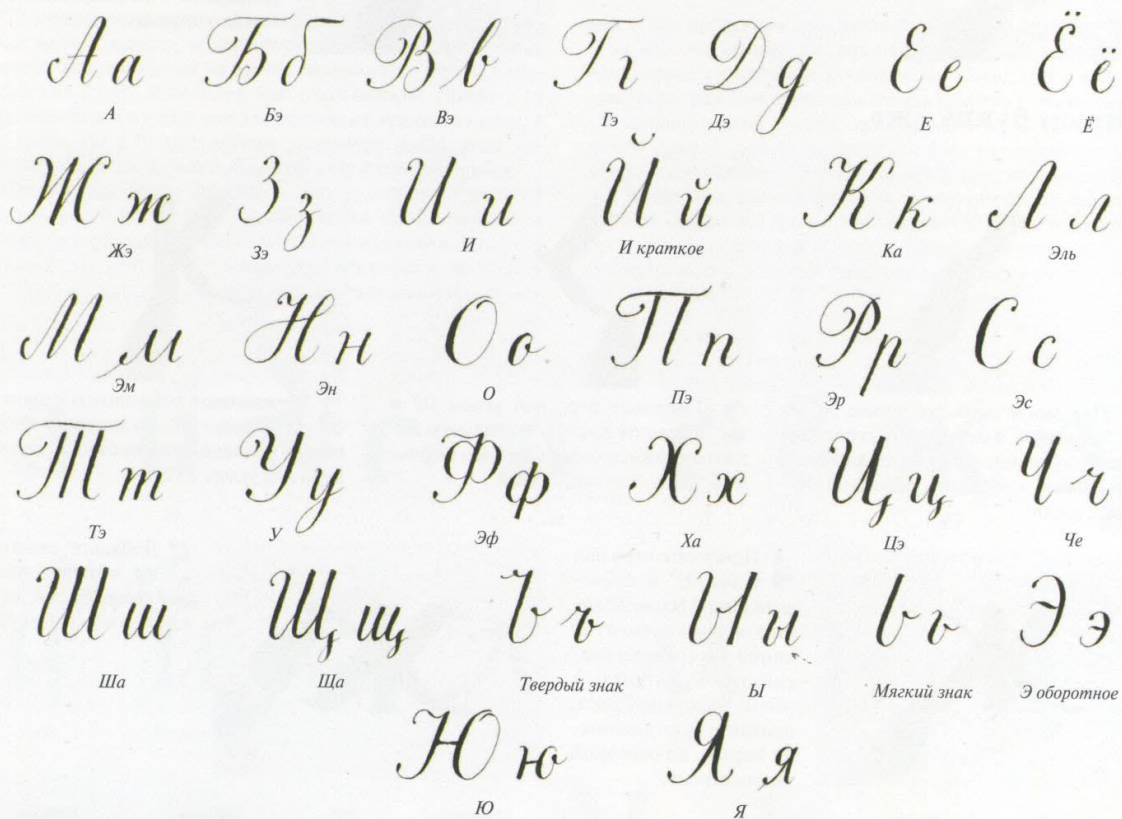 Аа Бб Вв Гг Дд Ее Ёё
А Бэ Вэ Гэ Дэ Е Ё
Жж Зз Ии Йй Кк Лл
Жэ Зэ И И краткое Ка Эль
Мм Нн Оо Пп Рр Сс
Эм Эн О Пэ Эр Эс
Тт Уу Фф Хх Цц Чч
Тэ У Эф Ха Цэ Че
Шш Щщ Ъъ Ыы Ьь Ээ
Ша Ща Твердый знак Ы Мягкий знак Э оборотное
Юю Яя
Ю Я